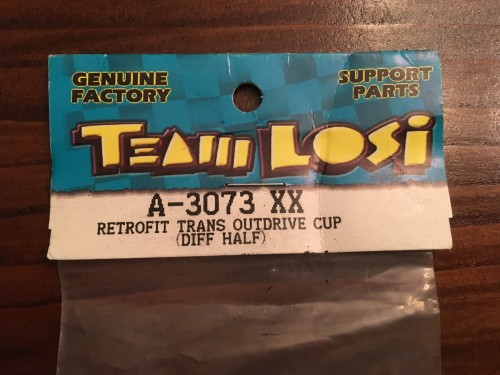 GENUINE FACTORY
SUPPORT PARTS
TEAM LOSi
A-3073 XX
RETROFIT TRANS OUTDRIVE CUP
(DIFF HALF)